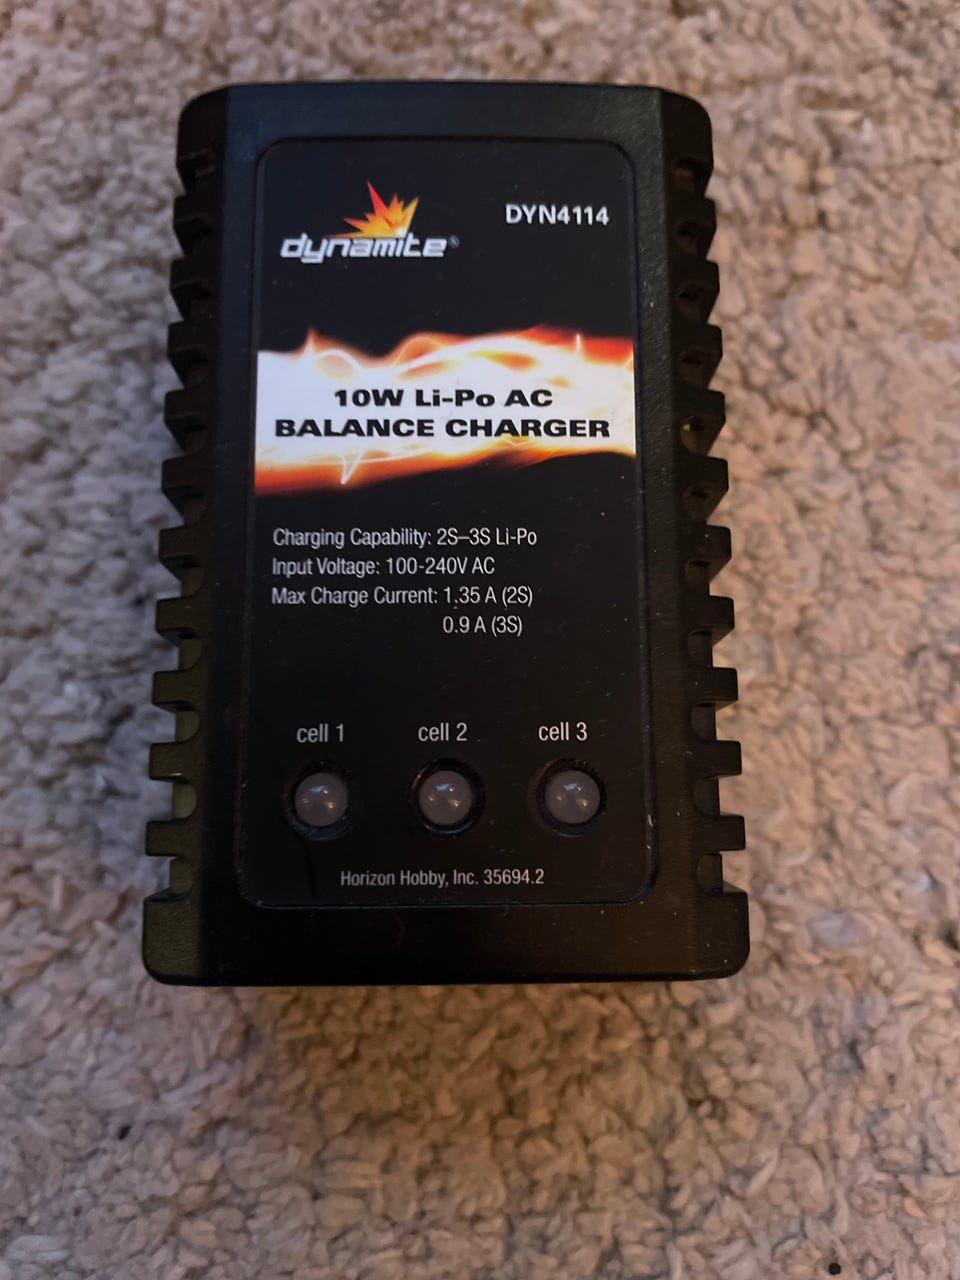 dynamite®
DYN4114
10W Li-Po AC
BALANCE CHARGER
Charging Capability: 2S–3S Li-Po
Input Voltage: 100-240V AC
Max Charge Current: 1.35 A (2S)
0.9 A (3S)
cell 1 cell 2 cell 3
Horizon Hobby, Inc. 35694.2